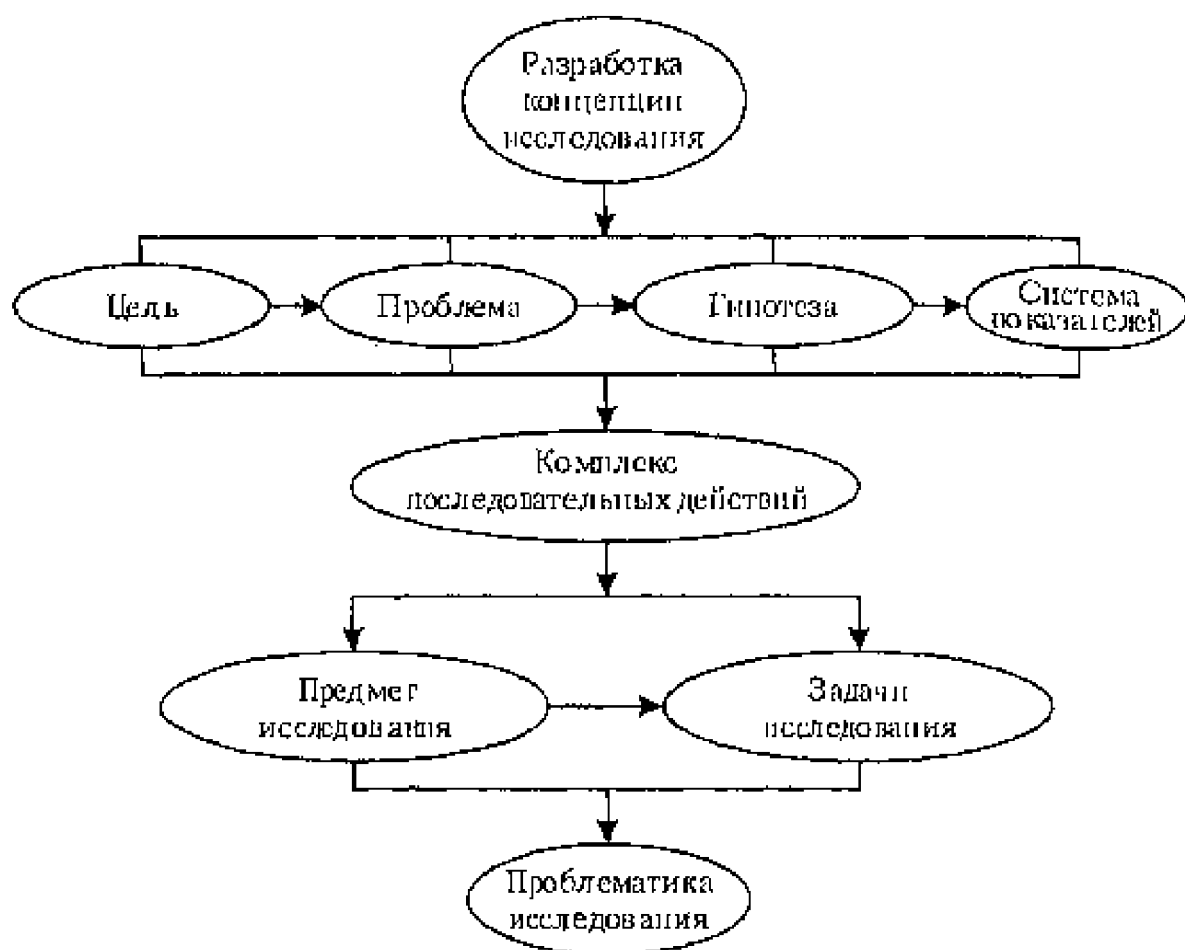 Разработка
концепции
исследования
Цель
Проблема
Гипотеза
Система
показателей
Комплекс
последовательных действий
Предмет
исследования
Задачи
исследования
Проблематика
исследования